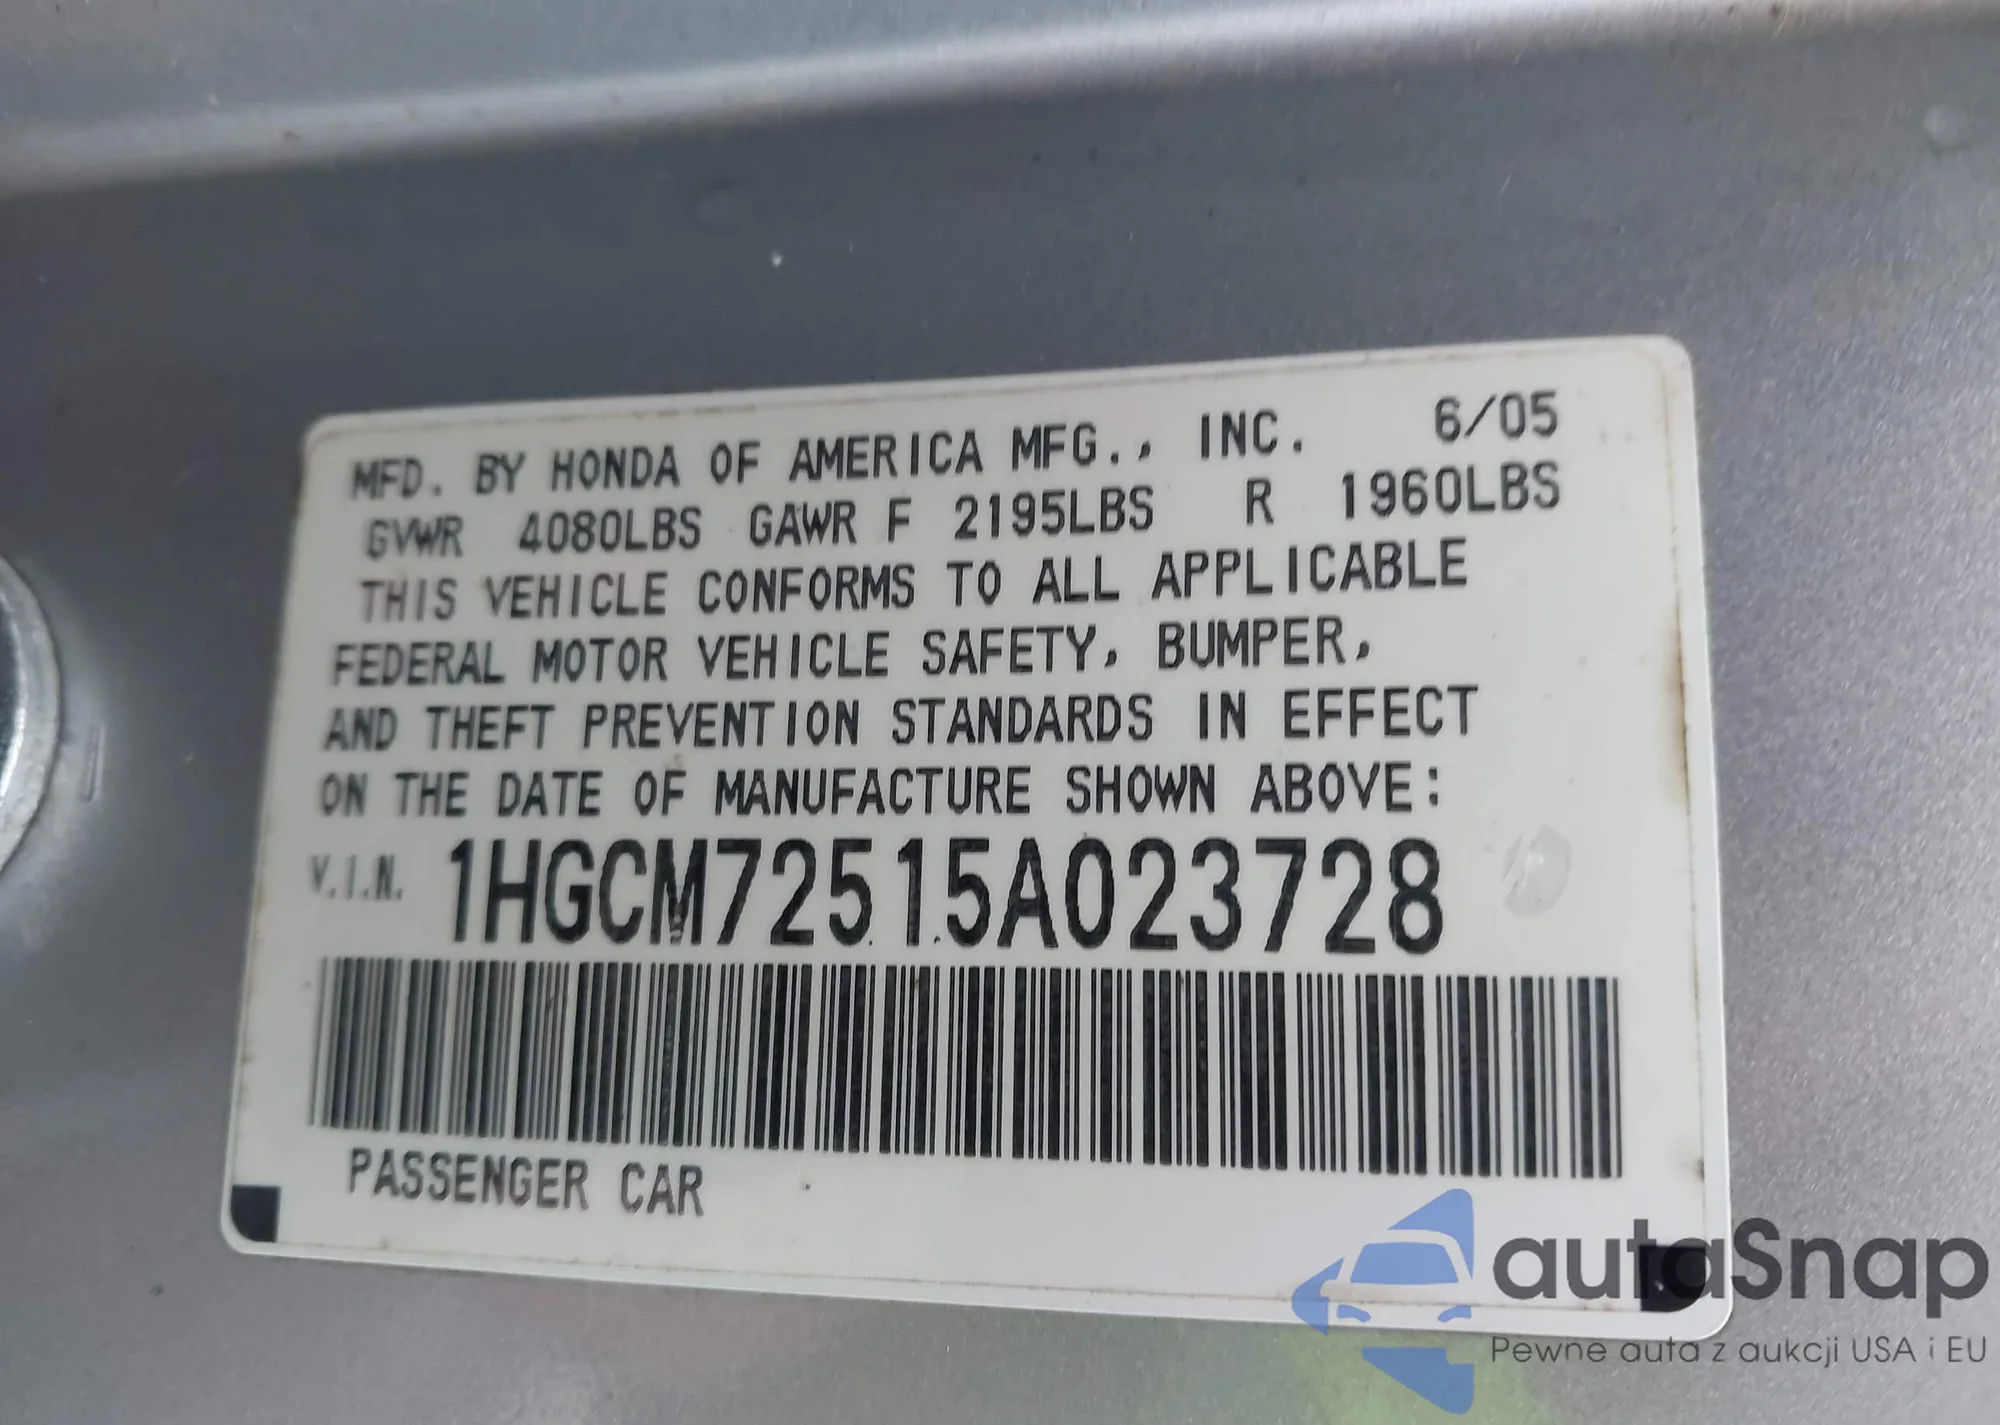 MFD. BY HONDA OF AMERICA MFG., INC. 6/05
GVWR 4080LBS GAWR F 2195LBS R 1960LBS
THIS VEHICLE CONFORMS TO ALL APPLICABLE
FEDERAL MOTOR VEHICLE SAFETY, BUMPER,
AND THEFT PREVENTION STANDARDS IN EFFECT
ON THE DATE OF MANUFACTURE SHOWN ABOVE:
V.I.N. 1HGCM72515A023728
PASSENGER CAR
autaSnap
Pewne auta z aukcji USA i EU